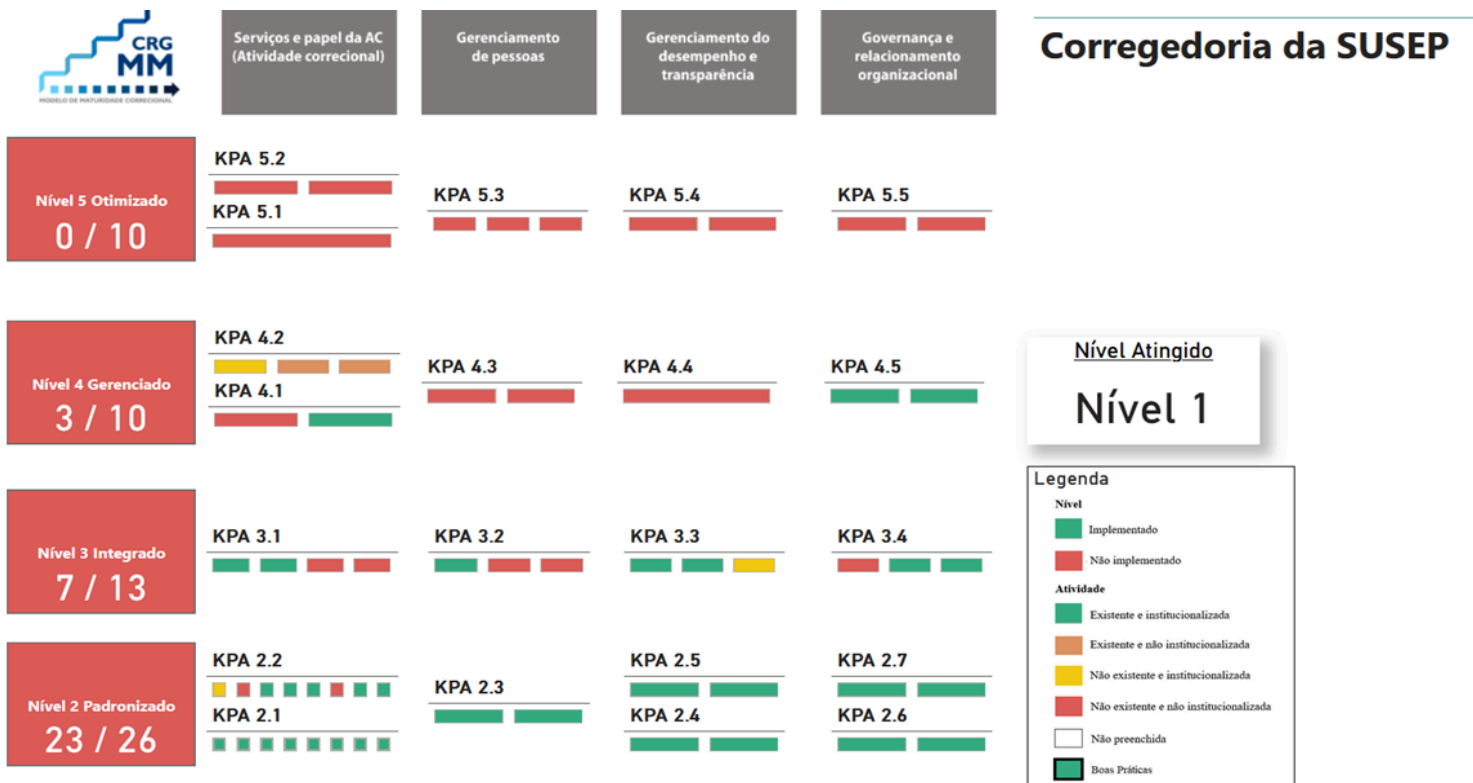 CRG
MM
MODELO DE MATURIDADE CORRECIONAL
Serviços e papel da AC
(Atividade correcional)
Gerenciamento
de pessoas
Gerenciamento do
desempenho e
transparência
Governança e
relacionamento
organizacional
Corregedoria da SUSEP
Nível 5 Otimizado
0 / 10
KPA 5.2
KPA 5.1
KPA 5.3
KPA 5.4
KPA 5.5
Nível 4 Gerenciado
3 / 10
KPA 4.2
KPA 4.1
KPA 4.3
KPA 4.4
KPA 4.5
Nível Atingido
Nível 1
Nível 3 Integrado
7 / 13
KPA 3.1
KPA 3.2
KPA 3.3
KPA 3.4
Nível 2 Padronizado
23 / 26
KPA 2.2
KPA 2.1
KPA 2.3
KPA 2.5
KPA 2.4
KPA 2.7
KPA 2.6
Legenda
Nível
Implementado
Não implementado
Atividade
Existente e institucionalizada
Existente e não institucionalizada
Não existente e institucionalizada
Não existente e não institucionalizada
Não preenchida
Boas Práticas